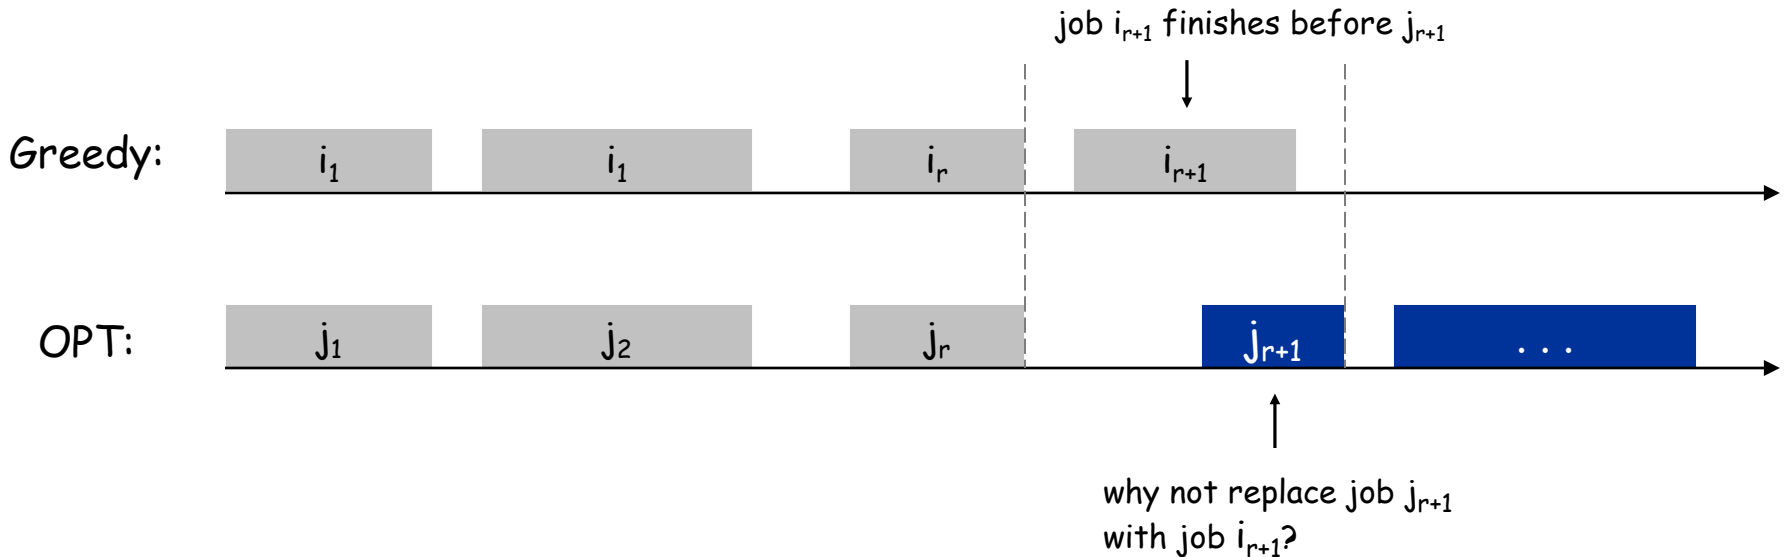 job i_{r+1} finishes before j_{r+1}
Greedy: i_1 i_1 i_r i_{r+1}
OPT: j_1 j_2 j_r j_{r+1} . . .
why not replace job j_{r+1}
with job i_{r+1}?